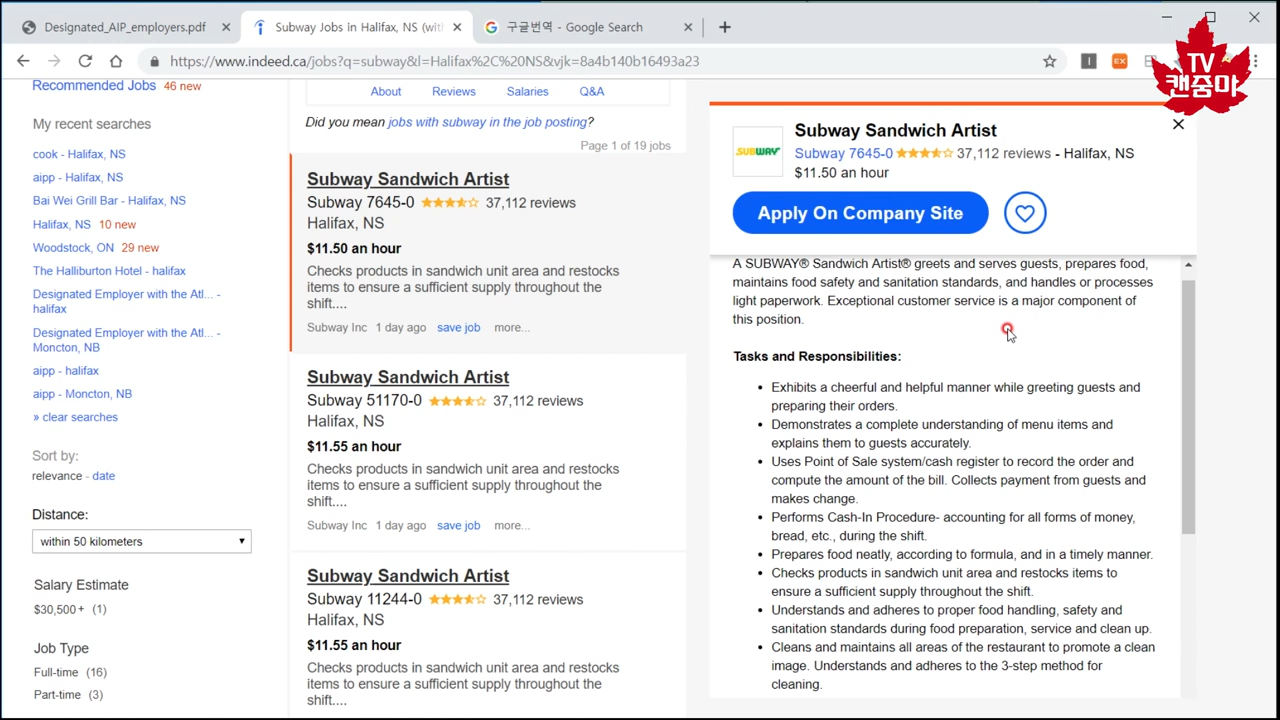 Designated_AIP_employers.pdf
Subway Jobs in Halifax, NS (with
구글번역 - Google Search
https://www.indeed.ca/jobs?q=subway&l=Halifax%2C%20NS&vjk=8a4b140b16493a23
EX
TV
캔줌마
Recommended Jobs 46 new
My recent searches
cook - Halifax, NS
aipp - Halifax, NS
Bai Wei Grill Bar - Halifax, NS
Halifax, NS 10 new
Woodstock, ON 29 new
The Halliburton Hotel - halifax
Designated Employer with the Atl... -
halifax
Designated Employer with the Atl... -
Moncton, NB
aipp - halifax
aipp - Moncton, NB
» clear searches
Sort by:
relevance - date
Distance:
within 50 kilometers
Salary Estimate
$30,500+ (1)
Job Type
Full-time (16)
Part-time (3)
About Reviews Salaries Q&A
Did you mean jobs with subway in the job posting?
Page 1 of 19 jobs
Subway Sandwich Artist
Subway 7645-0 37,112 reviews
Halifax, NS
$11.50 an hour
Checks products in sandwich unit area and restocks
items to ensure a sufficient supply throughout the
shift....
Subway Inc 1 day ago save job more...
Subway Sandwich Artist
Subway 51170-0 37,112 reviews
Halifax, NS
$11.55 an hour
Checks products in sandwich unit area and restocks
items to ensure a sufficient supply throughout the
shift....
Subway Inc 1 day ago save job more...
Subway Sandwich Artist
Subway 11244-0 37,112 reviews
Halifax, NS
$11.55 an hour
Checks products in sandwich unit area and restocks
items to ensure a sufficient supply throughout the
shift....
SUBWAY
Subway Sandwich Artist
Subway 7645-0 37,112 reviews - Halifax, NS
$11.50 an hour
Apply On Company Site
A SUBWAY® Sandwich Artist® greets and serves guests, prepares food,
maintains food safety and sanitation standards, and handles or processes
light paperwork. Exceptional customer service is a major component of
this position.
Tasks and Responsibilities:
• Exhibits a cheerful and helpful manner while greeting guests and
preparing their orders.
• Demonstrates a complete understanding of menu items and
explains them to guests accurately.
• Uses Point of Sale system/cash register to record the order and
compute the amount of the bill. Collects payment from guests and
makes change.
• Performs Cash-In Procedure- accounting for all forms of money,
bread, etc., during the shift.
• Prepares food neatly, according to formula, and in a timely manner.
• Checks products in sandwich unit area and restocks items to
ensure a sufficient supply throughout the shift.
• Understands and adheres to proper food handling, safety and
sanitation standards during food preparation, service and clean up.
• Cleans and maintains all areas of the restaurant to promote a clean
image. Understands and adheres to the 3-step method for
cleaning.